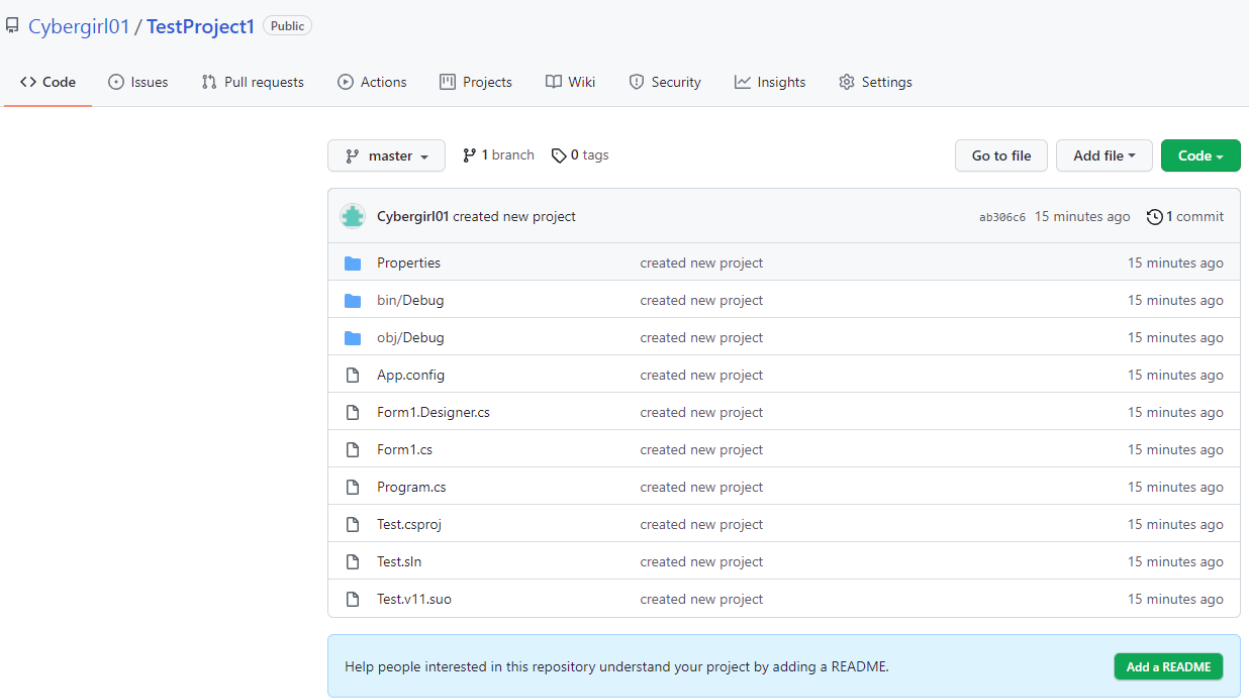 Cybergirl01 / TestProject1 Public
Code Issues Pull requests Actions Projects Wiki Security Insights Settings
master 1 branch 0 tags Go to file Add file Code
Cybergirl01 created new project ab306c6 15 minutes ago 1 commit
Properties created new project 15 minutes ago
bin/Debug created new project 15 minutes ago
obj/Debug created new project 15 minutes ago
App.config created new project 15 minutes ago
Form1.Designer.cs created new project 15 minutes ago
Form1.cs created new project 15 minutes ago
Program.cs created new project 15 minutes ago
Test.csproj created new project 15 minutes ago
Test.sln created new project 15 minutes ago
Test.v11.suo created new project 15 minutes ago
Help people interested in this repository understand your project by adding a README. Add a README